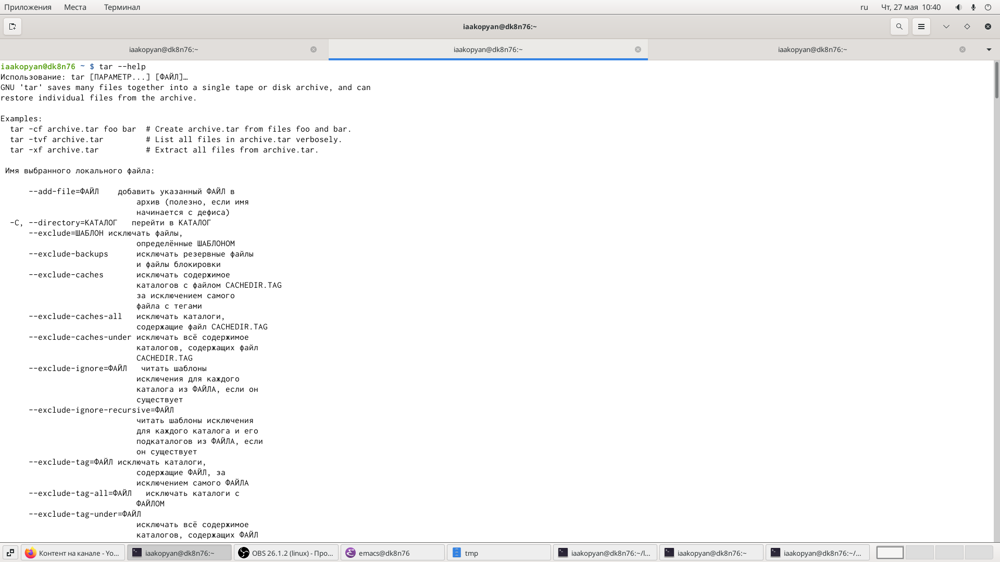 Приложения Места Терминал ru Чт, 27 мая 10:40
iaakopyan@dk8n76:~
iaakopyan@dk8n76:~ iaakopyan@dk8n76:~ iaakopyan@dk8n76:~
iaakopyan@dk8n76 ~ $ tar --help
Использование: tar [ПАРАМЕТР...] [ФАЙЛ]…
GNU 'tar' saves many files together into a single tape or disk archive, and can
restore individual files from the archive.
Examples:
tar -cf archive.tar foo bar # Create archive.tar from files foo and bar.
tar -tvf archive.tar # List all files in archive.tar verbosely.
tar -xf archive.tar # Extract all files from archive.tar.
Имя выбранного локального файла:
--add-file=ФАЙЛ добавить указанный ФАЙЛ в
архив (полезно, если имя
начинается с дефиса)
-C, --directory=КАТАЛОГ перейти в КАТАЛОГ
--exclude=ШАБЛОН исключать файлы,
определённые ШАБЛОНОМ
--exclude-backups исключать резервные файлы
и файлы блокировки
--exclude-caches исключать содержимое
каталогов с файлом CACHEDIR.TAG
за исключением самого
файла с тегами
--exclude-caches-all исключать каталоги,
содержащие файл CACHEDIR.TAG
--exclude-caches-under исключать всё содержимое
каталогов, содержащих файл
CACHEDIR.TAG
--exclude-ignore=ФАЙЛ читать шаблоны
исключения для каждого
каталога из ФАЙЛА, если он
существует
--exclude-ignore-recursive=ФАЙЛ
читать шаблоны исключения
для каждого каталога и его
подкаталогов из ФАЙЛА, если
он существует
--exclude-tag=ФАЙЛ исключать каталоги,
содержащие ФАЙЛ, за
исключением самого ФАЙЛА
--exclude-tag-all=ФАЙЛ исключать каталоги с
ФАЙЛОМ
--exclude-tag-under=ФАЙЛ
исключать всё содержимое
каталогов, содержащих ФАЙЛ
Контент на канале - Yo... iaakopyan@dk8n76:~ OBS 26.1.2 (linux) - Про... emacs@dk8n76 tmp iaakopyan@dk8n76:~/l... iaakopyan@dk8n76:~ iaakopyan@dk8n76:~/...